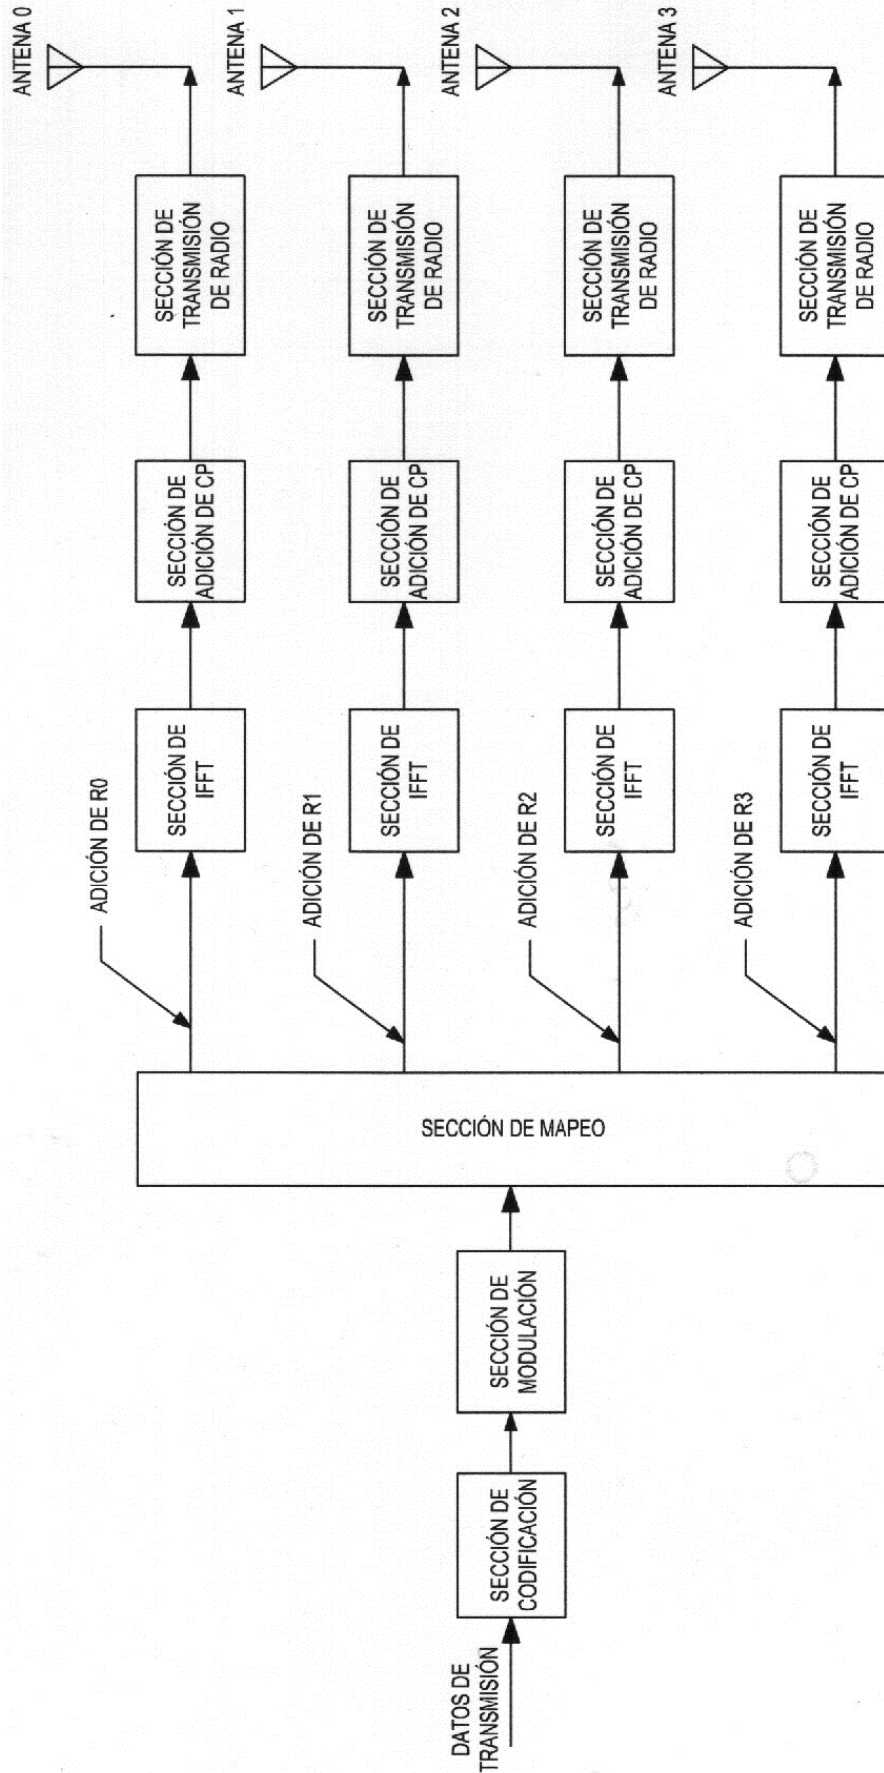 DATOS DE
TRANSMISIÓN
SECCIÓN DE
CODIFICACIÓN
SECCIÓN DE
MODULACIÓN
SECCIÓN DE MAPEO
ADICIÓN DE R0
SECCIÓN DE
IFFT
SECCIÓN DE
ADICIÓN DE CP
SECCIÓN DE
TRANSMISIÓN
DE RADIO
ANTENA 0
ADICIÓN DE R1
SECCIÓN DE
IFFT
SECCIÓN DE
ADICIÓN DE CP
SECCIÓN DE
TRANSMISIÓN
DE RADIO
ANTENA 1
ADICIÓN DE R2
SECCIÓN DE
IFFT
SECCIÓN DE
ADICIÓN DE CP
SECCIÓN DE
TRANSMISIÓN
DE RADIO
ANTENA 2
ADICIÓN DE R3
SECCIÓN DE
IFFT
SECCIÓN DE
ADICIÓN DE CP
SECCIÓN DE
TRANSMISIÓN
DE RADIO
ANTENA 3